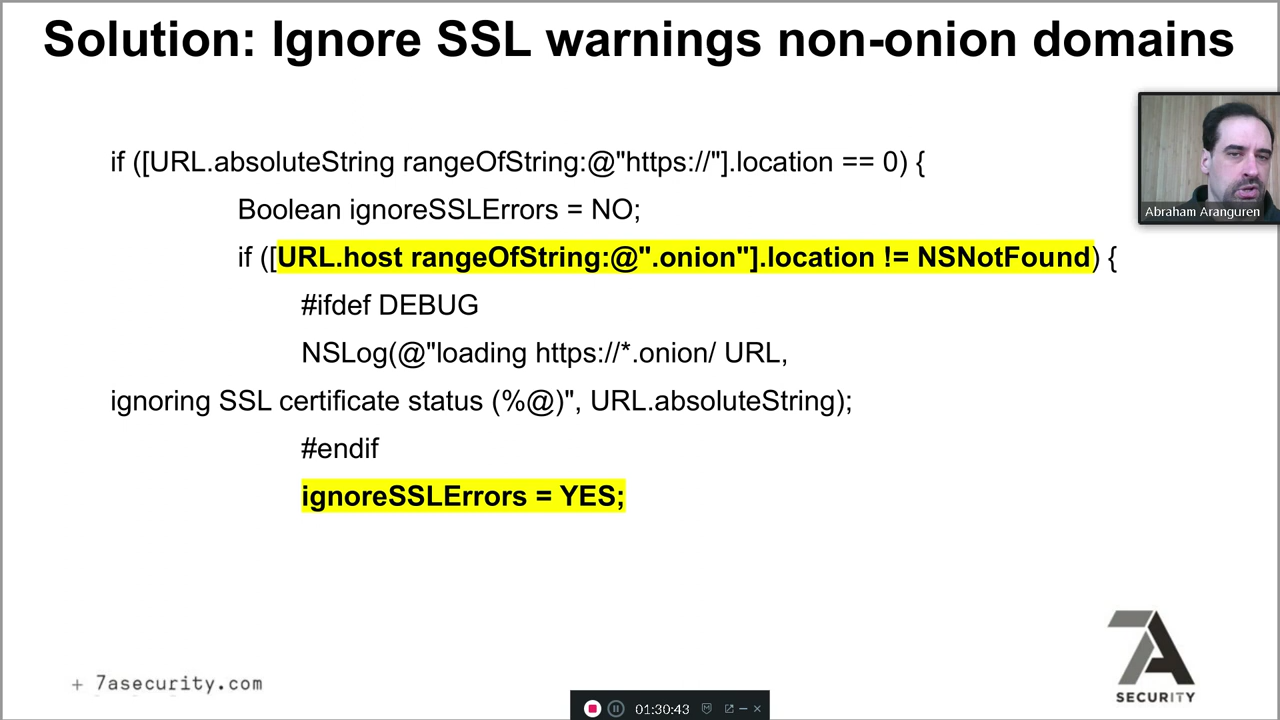 Solution: Ignore SSL warnings non-onion domains
if ([URL.absoluteString rangeOfString:@"https://"].location == 0) {
Boolean ignoreSSLErrors = NO;
if ([URL.host rangeOfString:@".onion"].location != NSNotFound) {
#ifdef DEBUG
NSLog(@"loading https://*.onion/ URL,
ignoring SSL certificate status (%@)", URL.absoluteString);
#endif
ignoreSSLErrors = YES;
Abraham Aranguren
+ 7asecurity.com
7A
SECURITY
01:30:43